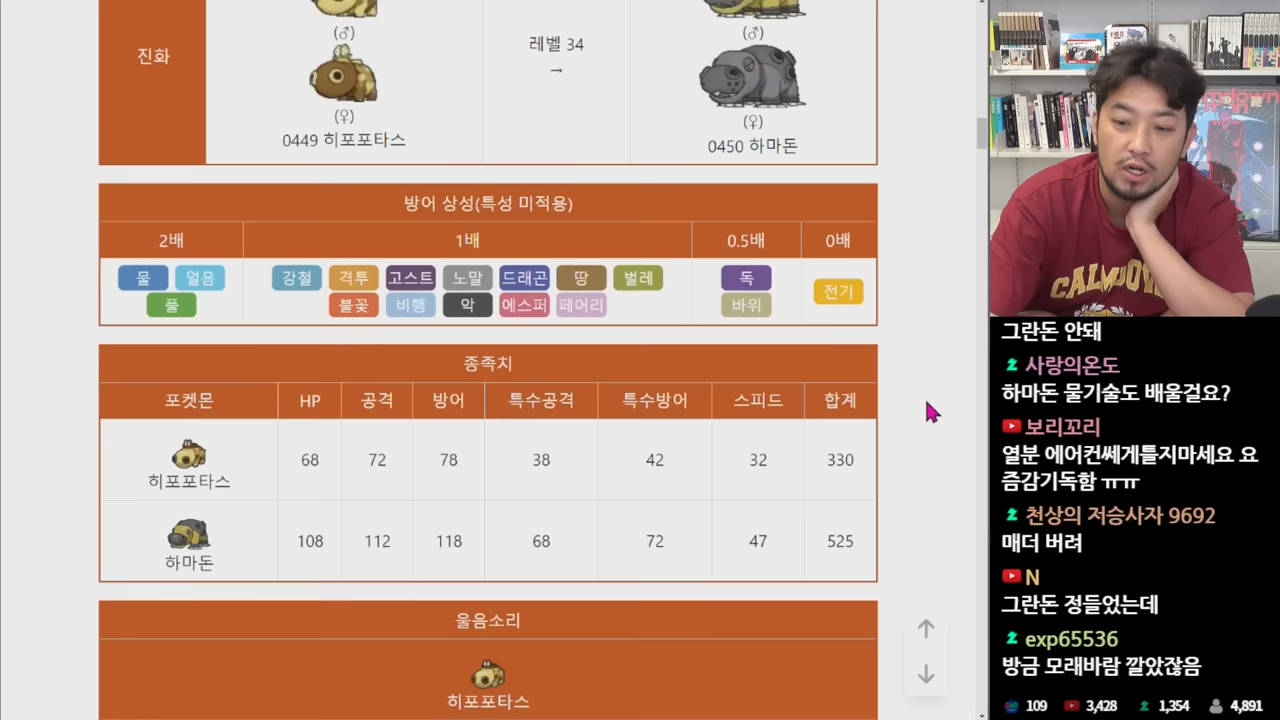 진화
(♂)
(♀)
0449 히포포타스
레벨 34
→
(♂)
(♀)
0450 하마돈
방어 상성(특성 미적용)
2배 1배 0.5배 0배
물 얼음 강철 격투 고스트 노말 드래곤 땅 벌레 독 전기
풀 불꽃 비행 악 에스퍼 페어리 바위
종족치
포켓몬 HP 공격 방어 특수공격 특수방어 스피드 합계
히포포타스 68 72 78 38 42 32 330
하마돈 108 112 118 68 72 47 525
울음소리
히포포타스
그란돈 안돼
사랑의온도
하마돈 물기술도 배울걸요?
보리꼬리
열분 에어컨쎄게틀지마세요 요
즘감기독함 ㅠㅠ
천상의 저승사자 9692
매더 버려
N
그란돈 정들었는데
exp65536
방금 모래바람 깔았잖음
109 3,428 1,354 4,891